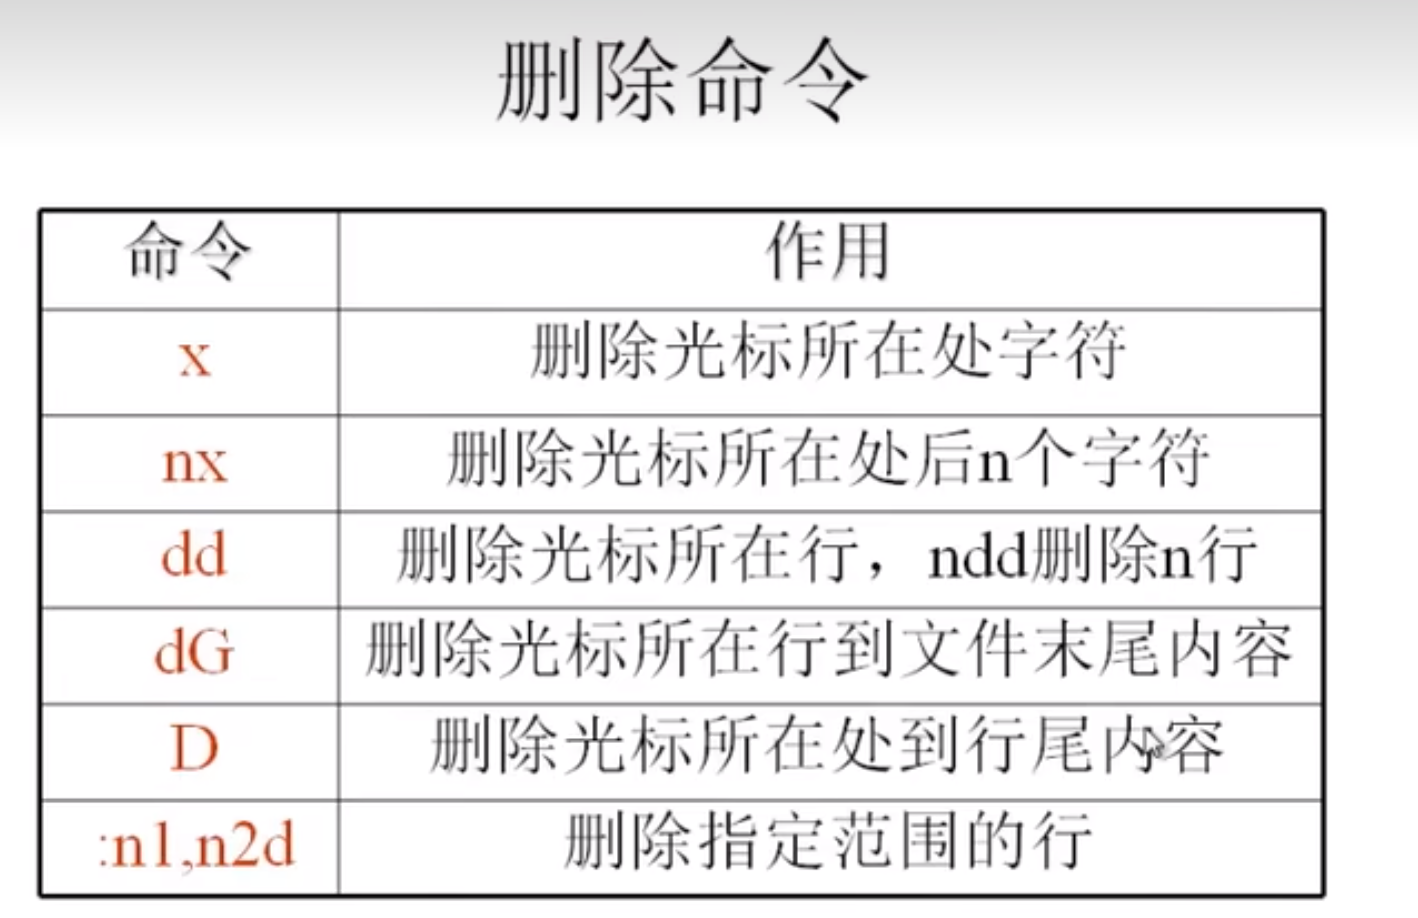 删除命令
命令 作用
x 删除光标所在处字符
nx 删除光标所在处后n个字符
dd 删除光标所在行，ndd删除n行
dG 删除光标所在行到文件末尾内容
D 删除光标所在处到行尾内容
:n1,n2d 删除指定范围的行